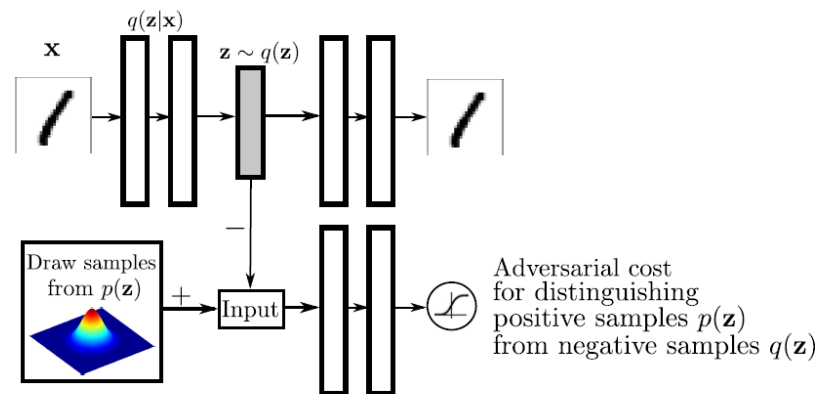 q(z|x)
x
z ∼ q(z)
−
Draw samples
from p(z)
+
Input
Adversarial cost
for distinguishing
positive samples p(z)
from negative samples q(z)